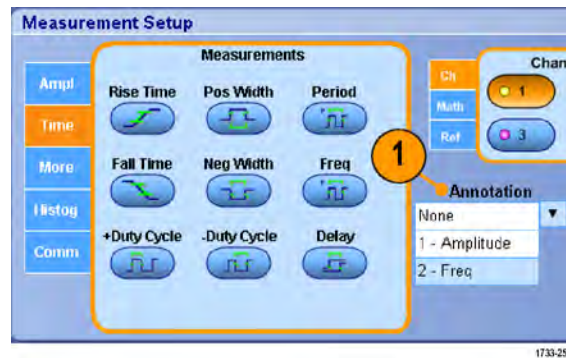 Measurement Setup
Measurements
Ampl
Time
More
Histog
Comm
Rise Time Pos Width Period
Fall Time Neg Width Freq
+Duty Cycle -Duty Cycle Delay
Ch
Math
Ref
Chan
1
3
1
Annotation
None
1 - Amplitude
2 - Freq
1733-25